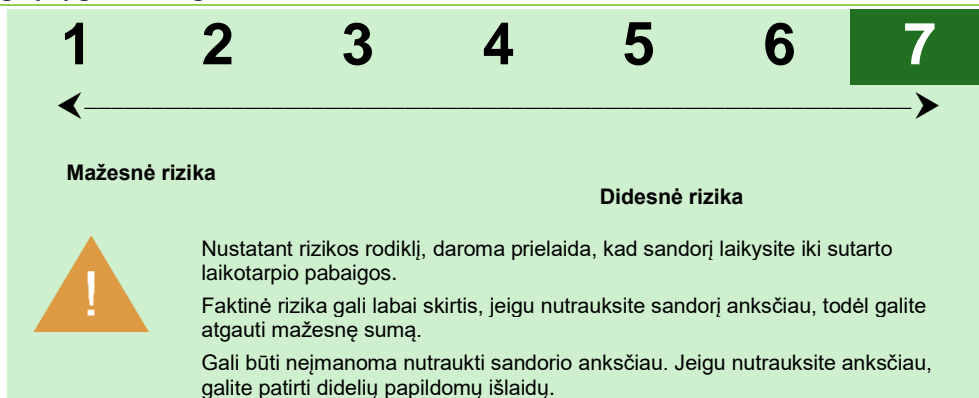 1 2 3 4 5 6 7
Mažesnė rizika
Didesnė rizika
!
Nustatant rizikos rodiklį, daroma prielaida, kad sandorį laikysite iki sutarto
laikotarpio pabaigos.
Faktinė rizika gali labai skirtis, jeigu nutrauksite sandorį anksčiau, todėl galite
atgauti mažesnę sumą.
Gali būti neįmanoma nutraukti sandorio anksčiau. Jeigu nutrauksite anksčiau,
galite patirti didelių papildomų išlaidų.